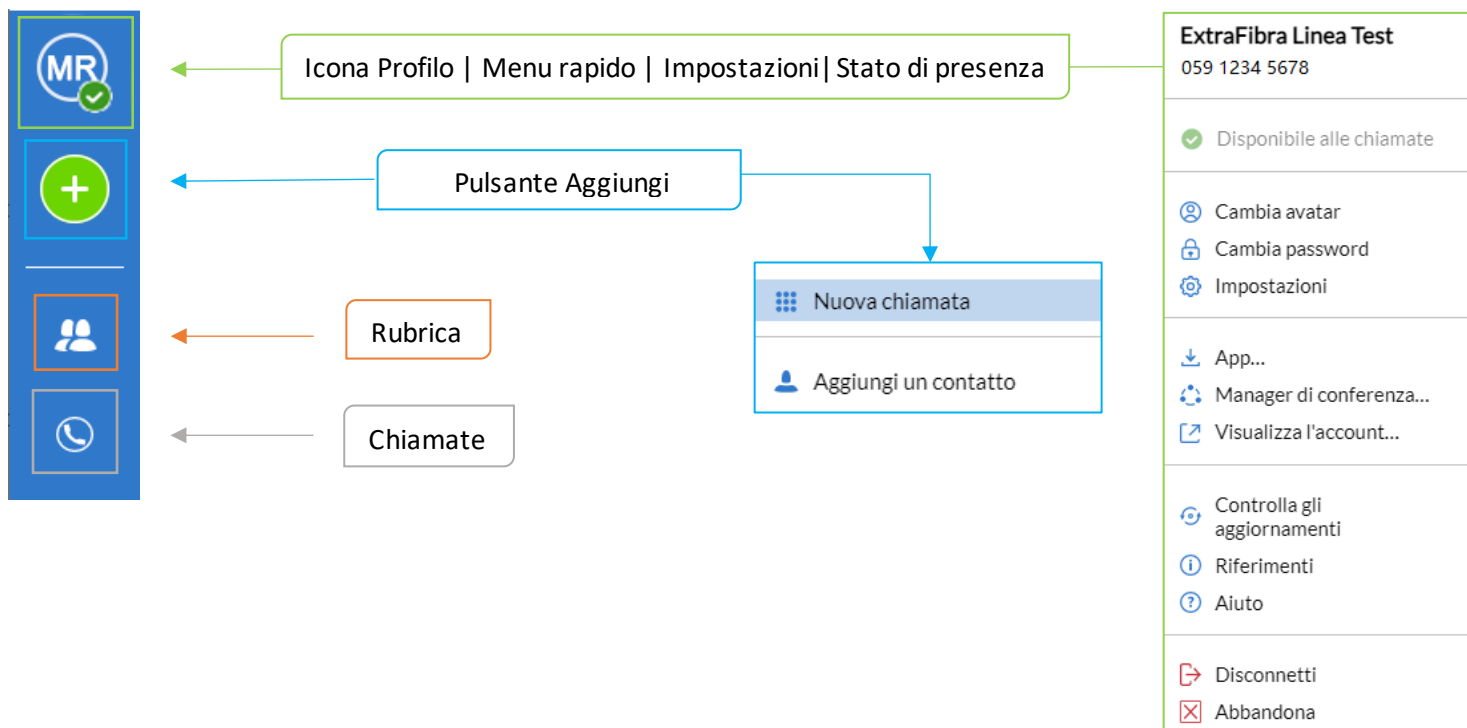 MR
Icona Profilo | Menu rapido | Impostazioni| Stato di presenza
Pulsante Aggiungi
Nuova chiamata
Aggiungi un contatto
Rubrica
Chiamate
ExtraFibra Linea Test
059 1234 5678
Disponibile alle chiamate
Cambia avatar
Cambia password
Impostazioni
App...
Manager di conferenza...
Visualizza l'account...
Controlla gli
aggiornamenti
Riferimenti
Aiuto
Disconnetti
Abbandona